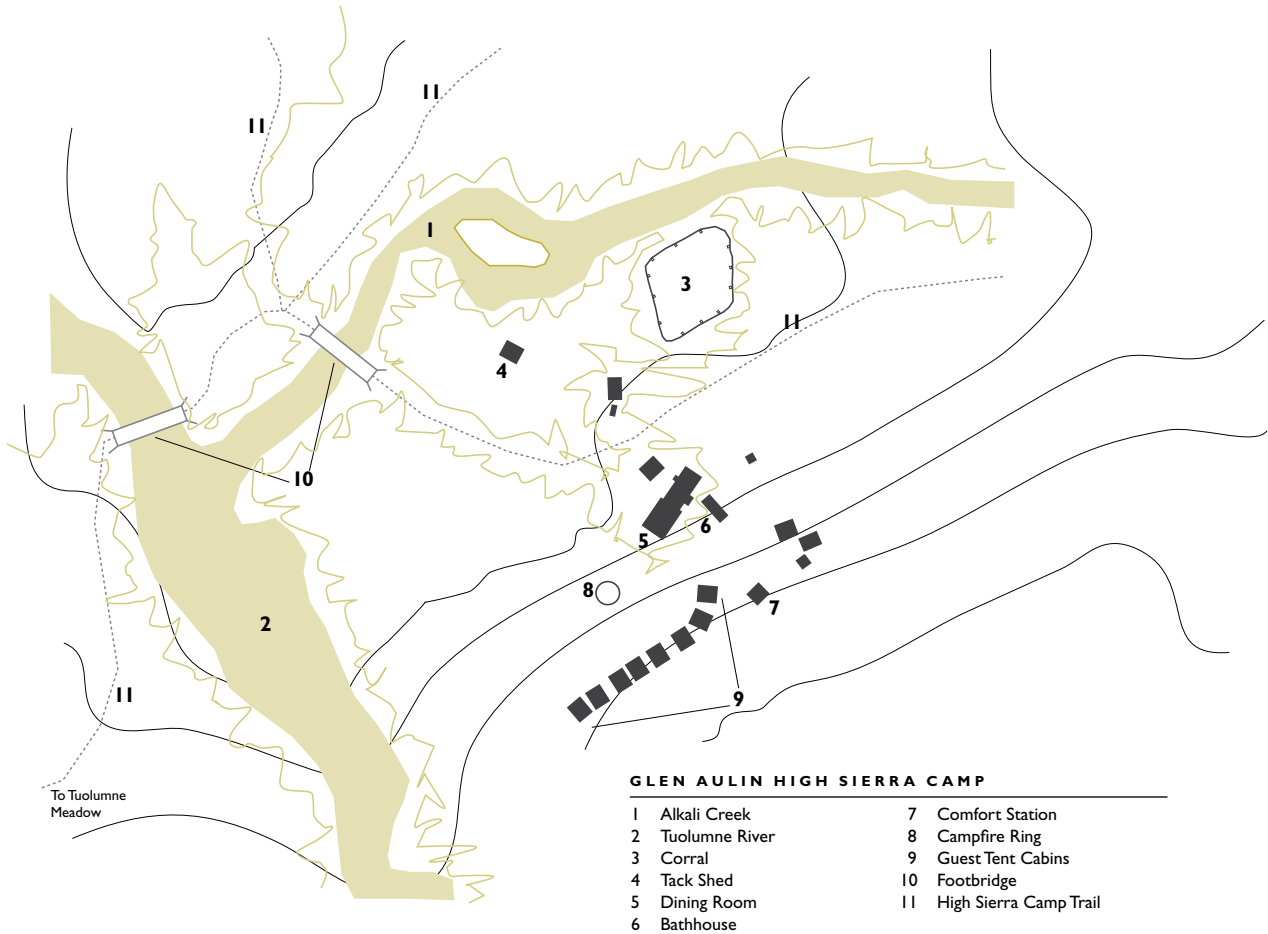 11
11
1
3
11
4
10
5
6
8
7
2
11
9
To Tuolumne
Meadow
GLEN AULIN HIGH SIERRA CAMP
1 Alkali Creek
2 Tuolumne River
3 Corral
4 Tack Shed
5 Dining Room
6 Bathhouse
7 Comfort Station
8 Campfire Ring
9 Guest Tent Cabins
10 Footbridge
11 High Sierra Camp Trail